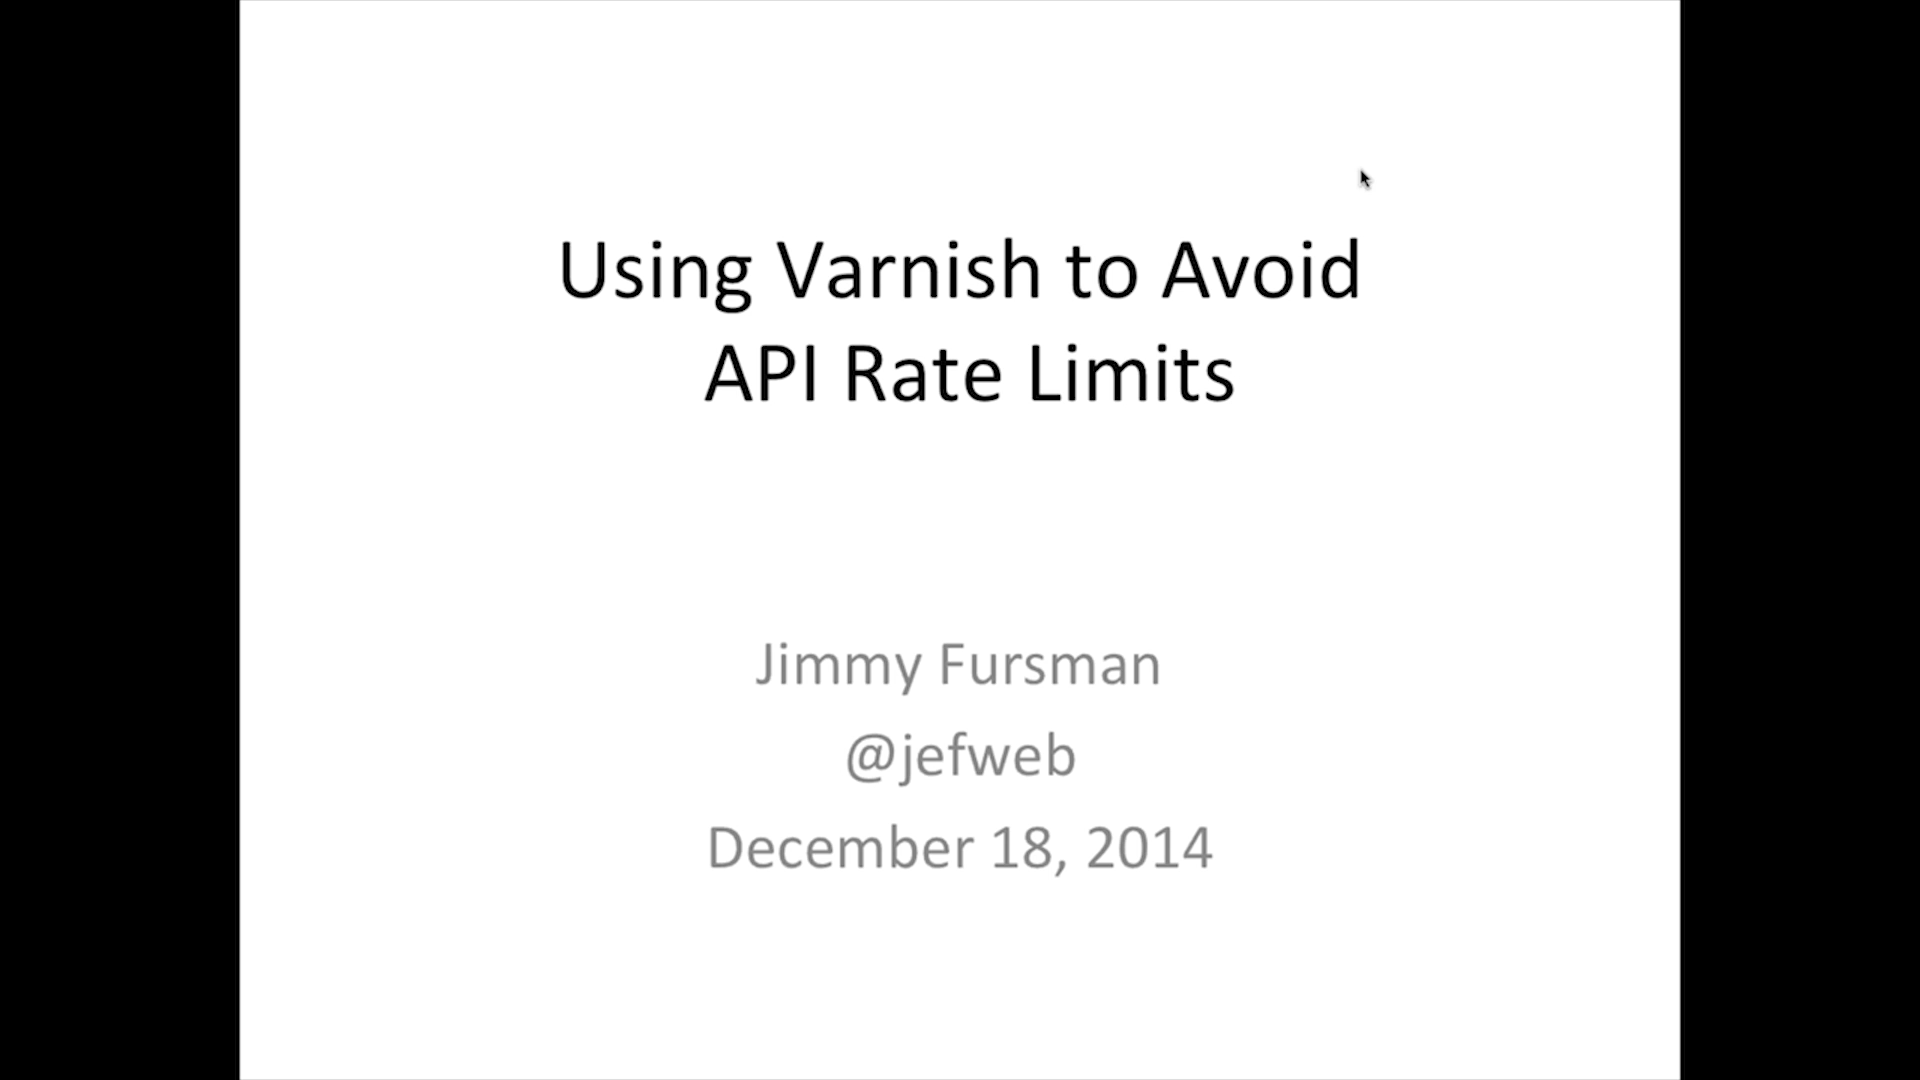 Using Varnish to Avoid
API Rate Limits
Jimmy Fursman
@jefweb
December 18, 2014